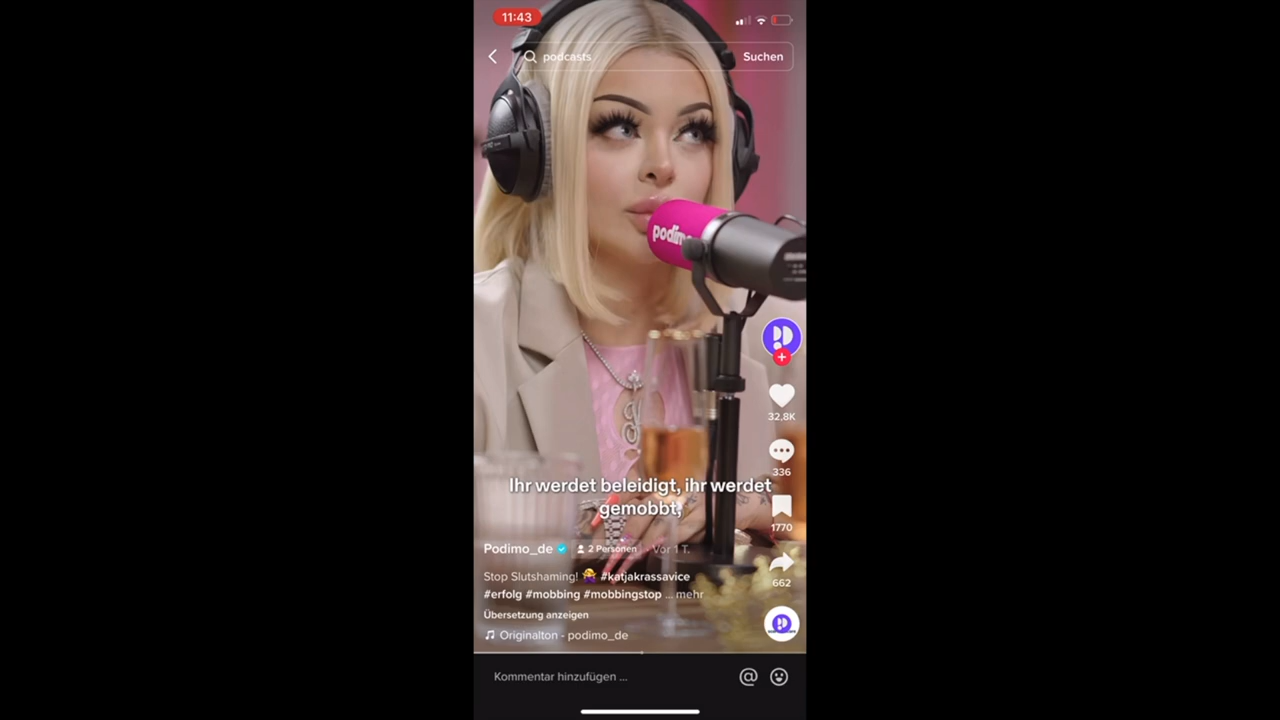 11:43
podcasts
Suchen
podimo
32,8K
Ihr werdet beleidigt, ihr werdet
gemobbt,
336
1770
Podimo_de
2 Personen
· Vor 1 T.
662
Stop Slutshaming! 🤷‍♀️ #katjakrassavice
#erfolg #mobbing #mobbingstop ... mehr
Übersetzung anzeigen
Originalton - podimo_de
Kommentar hinzufügen ...
@